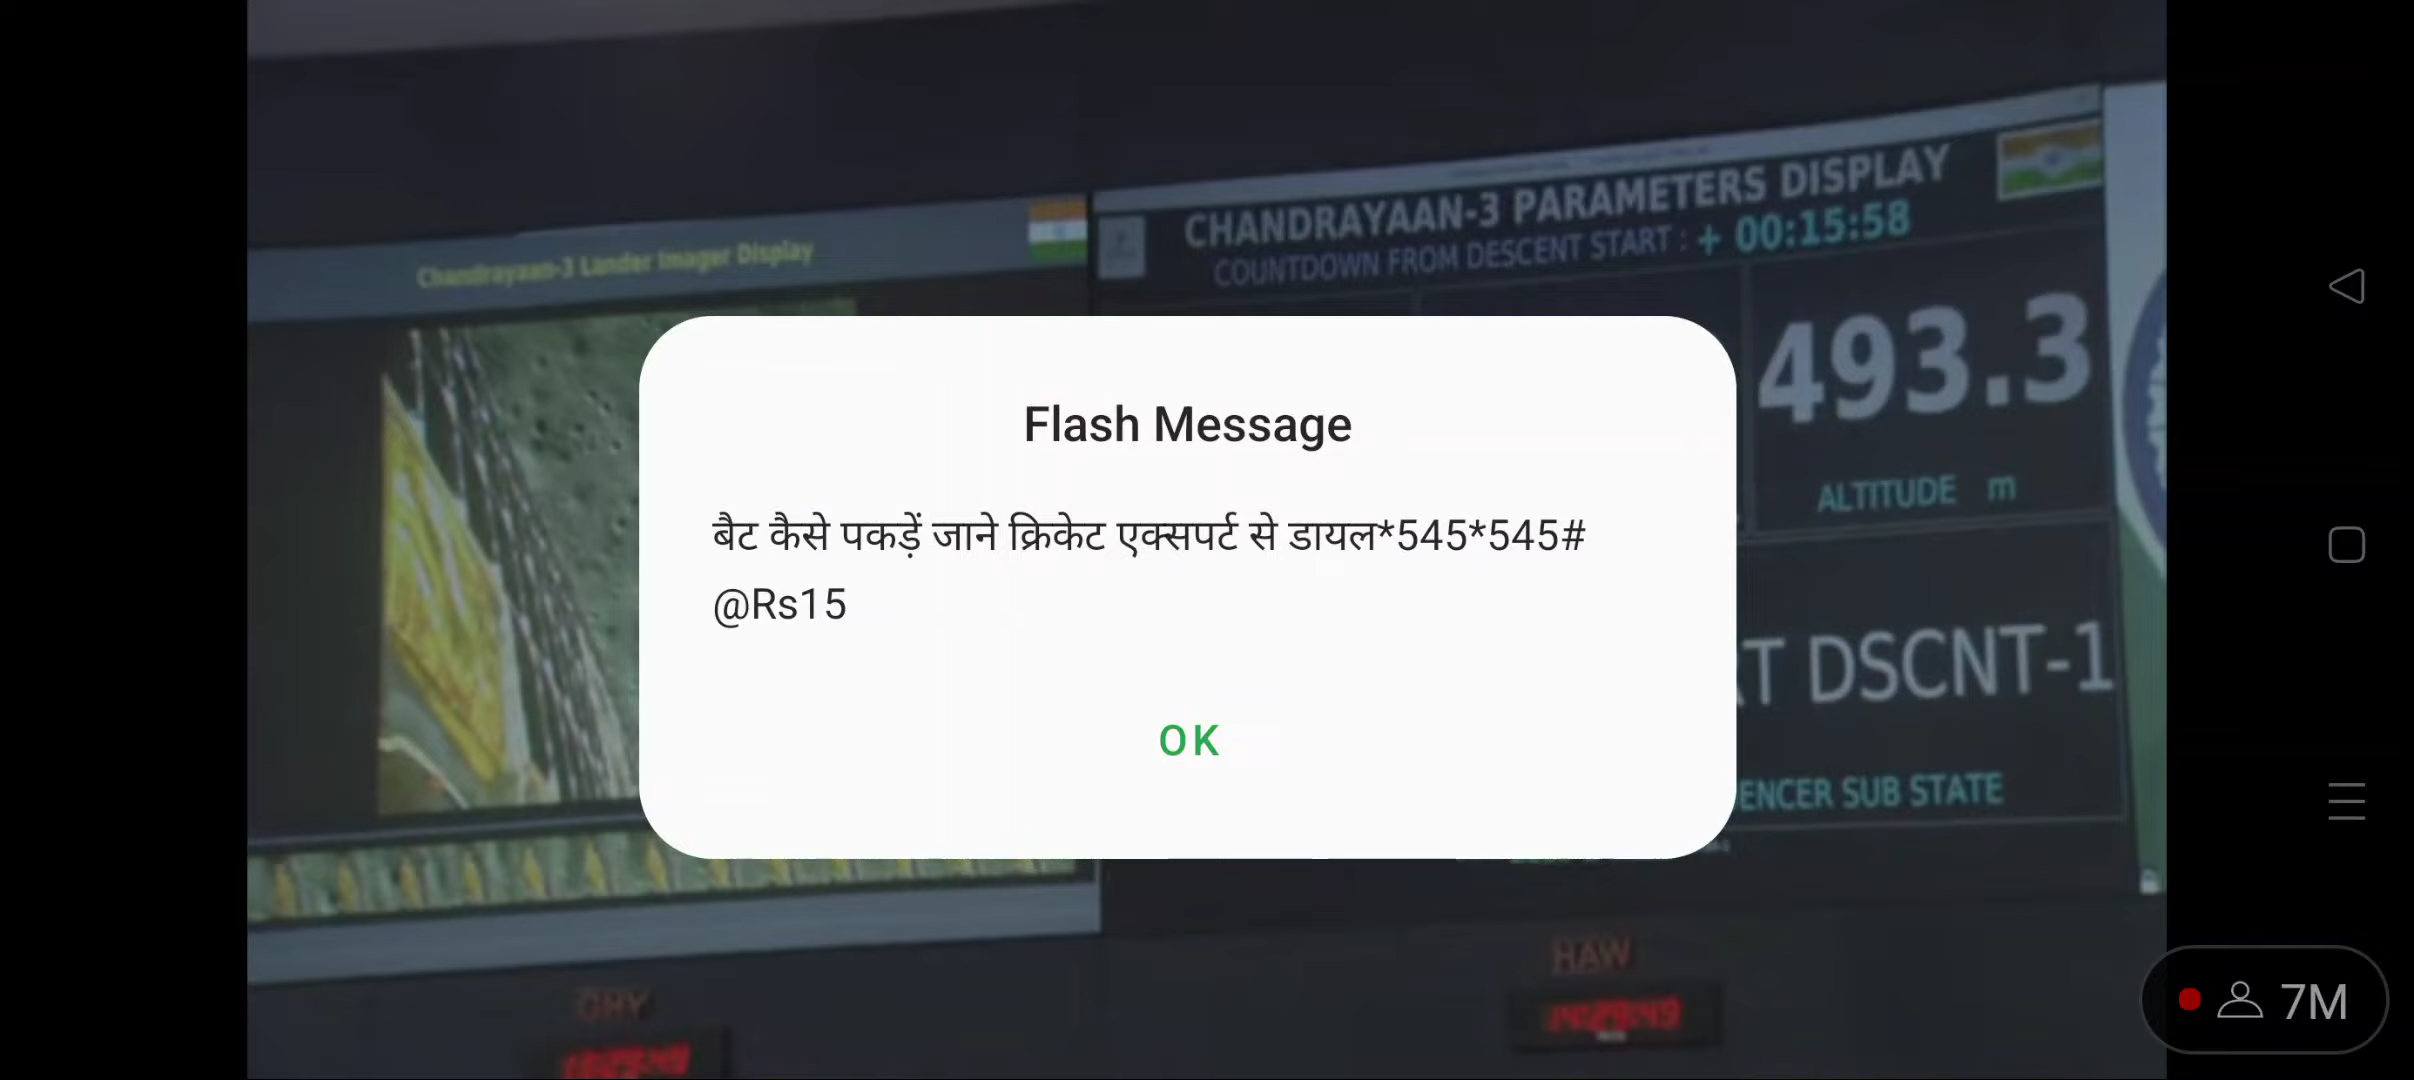 Chandrayaan-3 Lander Imager Display
CHANDRAYAAN-3 PARAMETERS DISPLAY
COUNTDOWN FROM DESCENT START : + 00:15:58
493.3
ALTITUDE m
Flash Message
बैट कैसे पकड़ें जाने क्रिकेट एक्सपर्ट से डायल*545*545#
@Rs15
OK
DSCNT-1
SUB STATE
HAW
7M